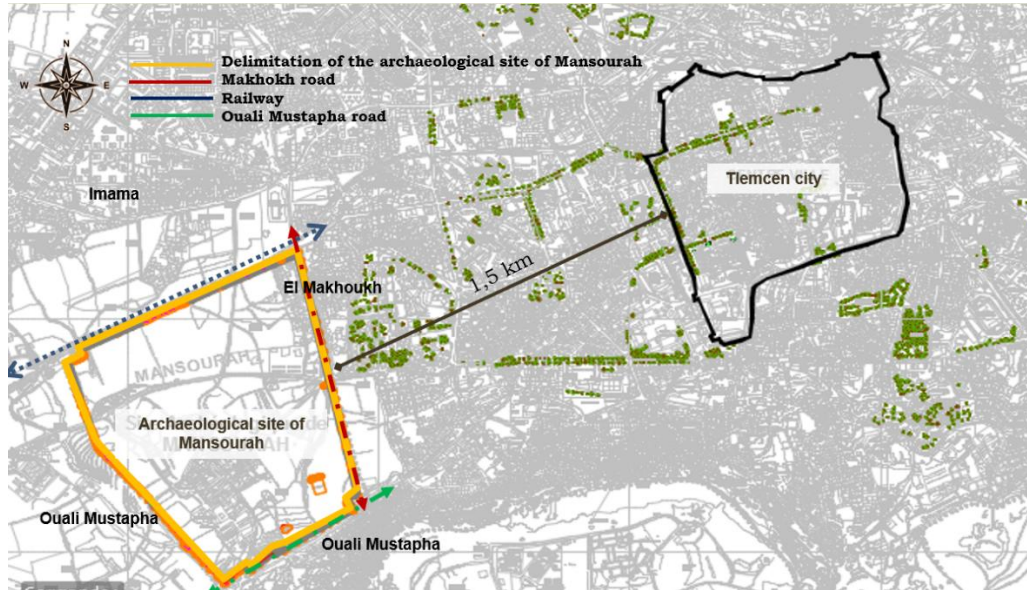 N
W
E
S
Delimitation of the archaeological site of Mansourah
Makhokh road
Railway
Ouali Mustapha road
Imama
Tlemcen city
1,5 km
El Makhoukh
MANSOURAH
Archaeological site of
Mansourah
Ouali Mustapha
Ouali Mustapha